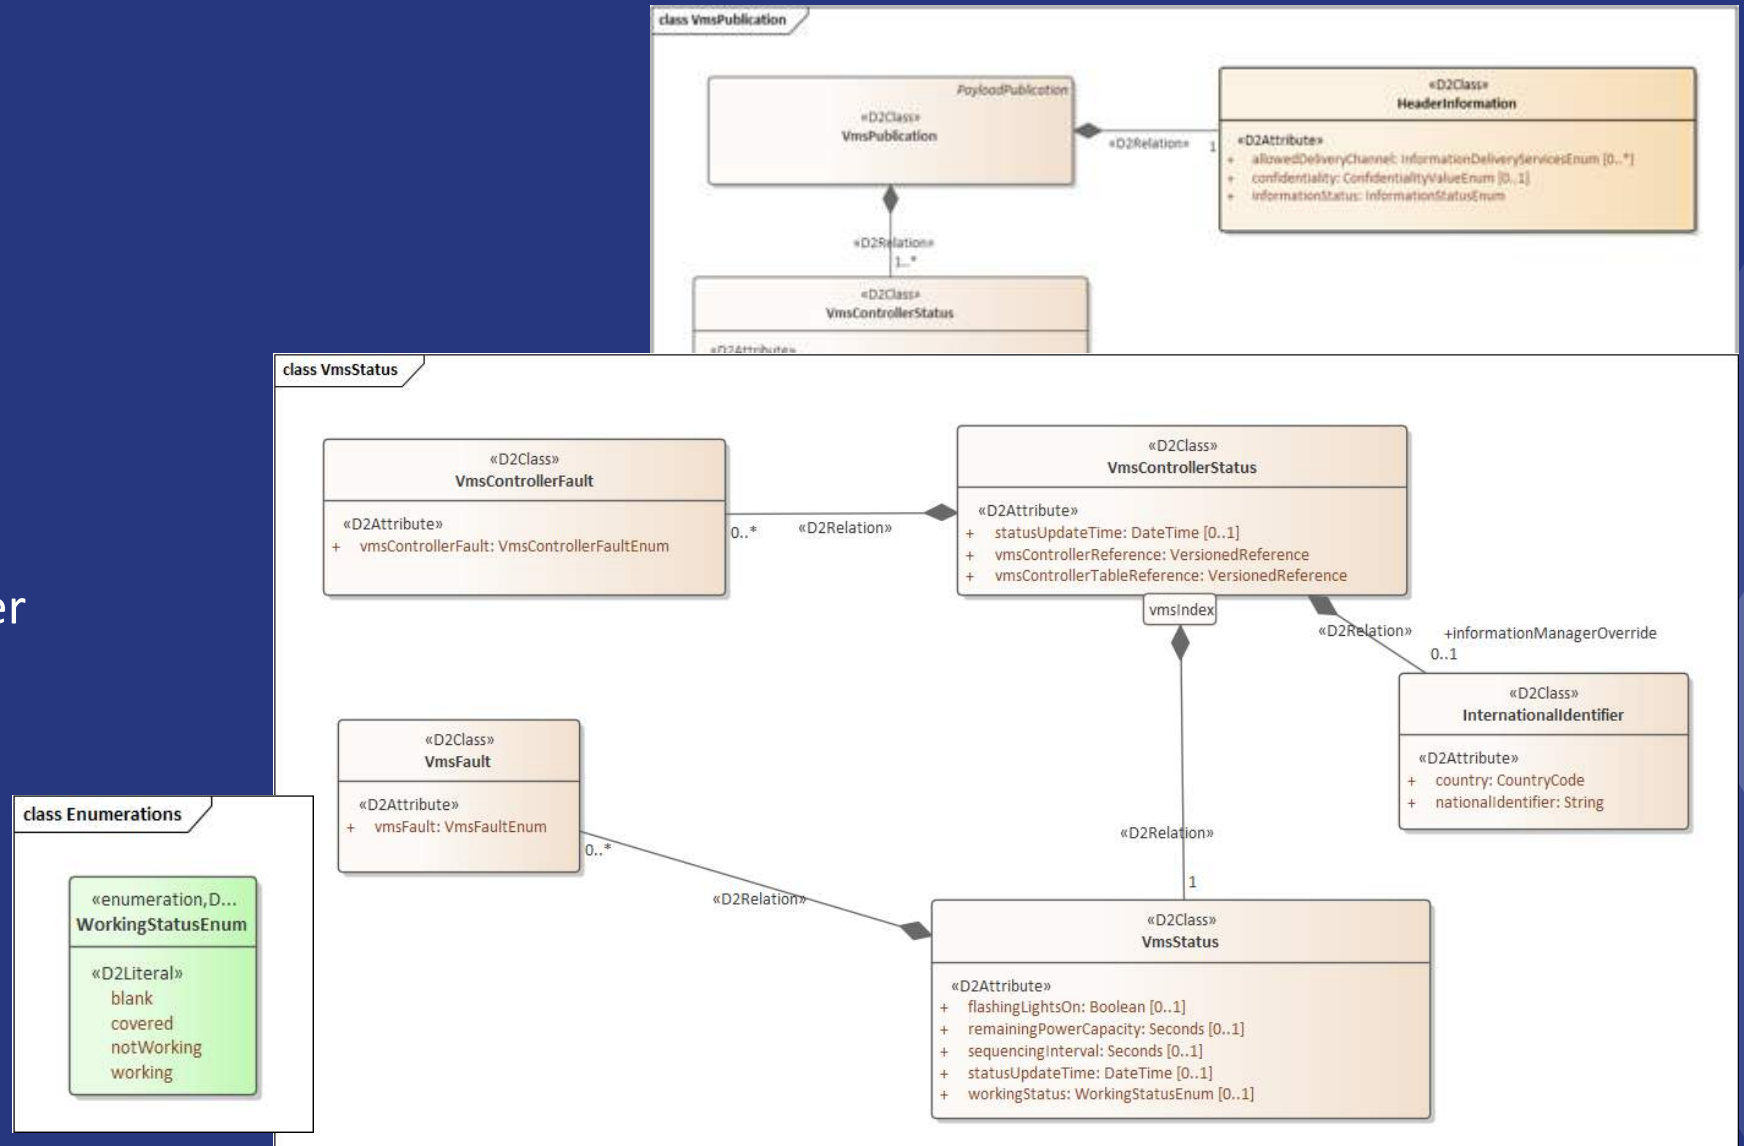 class VmsPublication
PayloadPublication
«D2Class»
VmsPublication
«D2Relation»
1
«D2Class»
HeaderInformation
«D2Attribute»
+ allowedDeliveryChannel: InformationDeliveryServicesEnum [0..*]
+ confidentiality: ConfidentialityValueEnum [0..1]
+ informationStatus: InformationStatusEnum
«D2Relation»
1..*
«D2Class»
VmsControllerStatus
«D2Attribute»
class VmsStatus
«D2Class»
VmsControllerFault
«D2Attribute»
+ vmsControllerFault: VmsControllerFaultEnum
0..*
«D2Relation»
«D2Class»
VmsControllerStatus
«D2Attribute»
+ statusUpdateTime: DateTime [0..1]
+ vmsControllerReference: VersionedReference
+ vmsControllerTableReference: VersionedReference
vmsIndex
er
«D2Relation»
+informationManagerOverride
0..1
«D2Class»
InternationalIdentifier
«D2Attribute»
+ country: CountryCode
+ nationalIdentifier: String
«D2Class»
VmsFault
«D2Attribute»
+ vmsFault: VmsFaultEnum
0..*
«D2Relation»
«D2Relation»
1
«D2Class»
VmsStatus
«D2Attribute»
+ flashingLightsOn: Boolean [0..1]
+ remainingPowerCapacity: Seconds [0..1]
+ sequencingInterval: Seconds [0..1]
+ statusUpdateTime: DateTime [0..1]
+ workingStatus: WorkingStatusEnum [0..1]
class Enumerations
«enumeration,D...
WorkingStatusEnum
«D2Literal»
blank
covered
notWorking
working